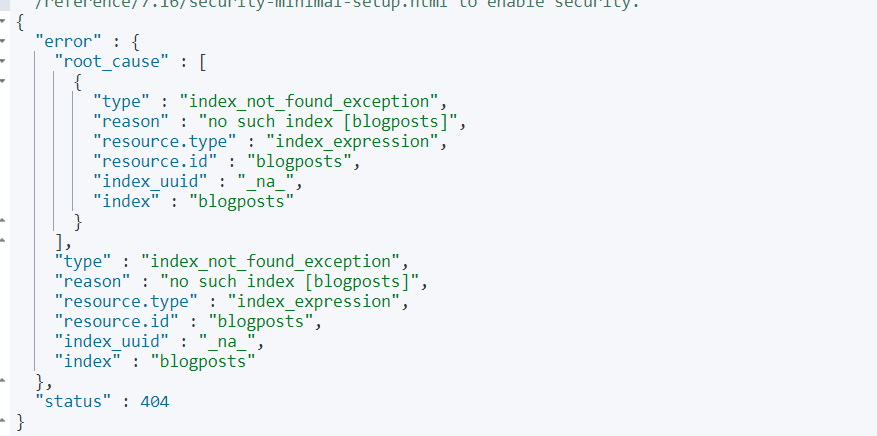 /reference/7.16/security-minimal-setup.html to enable security.
{
"error" : {
"root_cause" : [
{
"type" : "index_not_found_exception",
"reason" : "no such index [blogposts]",
"resource.type" : "index_expression",
"resource.id" : "blogposts",
"index_uuid" : "_na_",
"index" : "blogposts"
}
],
"type" : "index_not_found_exception",
"reason" : "no such index [blogposts]",
"resource.type" : "index_expression",
"resource.id" : "blogposts",
"index_uuid" : "_na_",
"index" : "blogposts"
},
"status" : 404
}